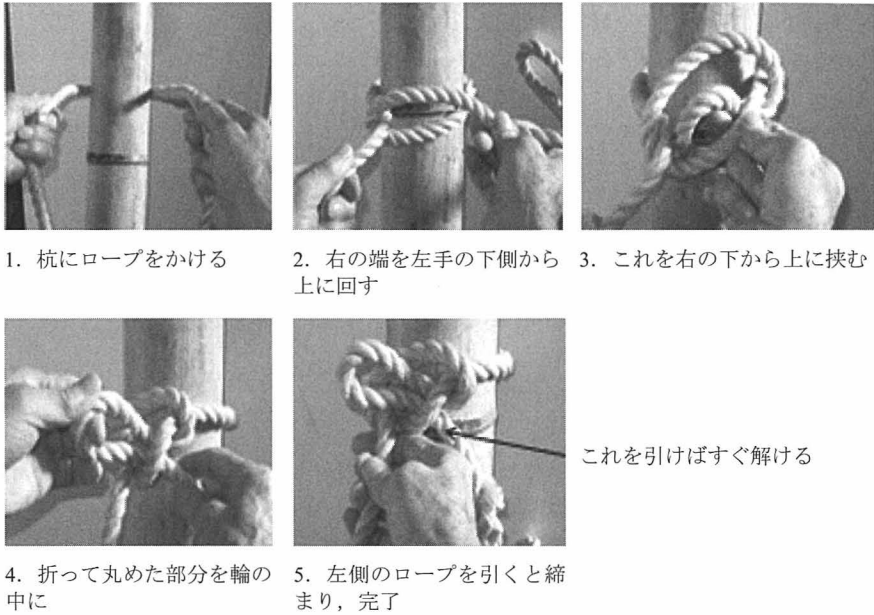 1. 杭にロープをかける
2. 右の端を左手の下側から
上に回す
3. これを右の下から上に挟む
4. 折って丸めた部分を輪の
中に
5. 左側のロープを引くと締
まり，完了
これを引けばすぐ解ける